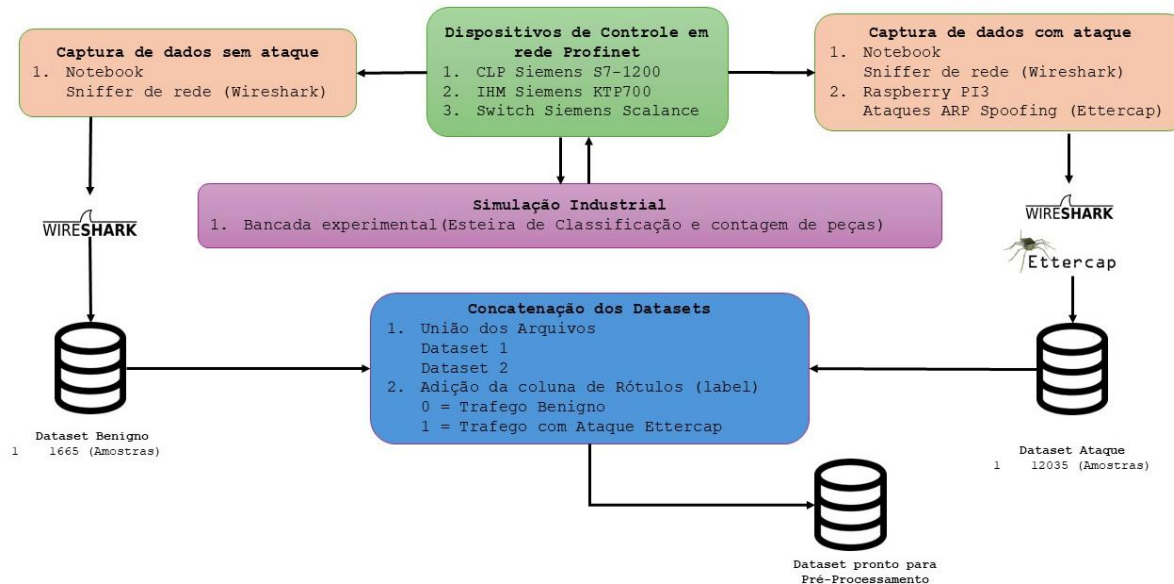 Captura de dados sem ataque
1. Notebook
Sniffer de rede (Wireshark)
Dispositivos de Controle em
rede Profinet
1. CLP Siemens S7-1200
2. IHM Siemens KTP700
3. Switch Siemens Scalance
Captura de dados com ataque
1. Notebook
Sniffer de rede (Wireshark)
2. Raspberry PI3
Ataques ARP Spoofing (Ettercap)
Simulação Industrial
1. Bancada experimental(Esteira de Classificação e contagem de peças)
WIRESHARK
WIRESHARK
Ettercap
Concatenação dos Datasets
1. União dos Arquivos
Dataset 1
Dataset 2
2. Adição da coluna de Rótulos (label)
0 = Trafego Benigno
1 = Trafego com Ataque Ettercap
Dataset Benigno
1 1665 (Amostras)
Dataset Ataque
1 12035 (Amostras)
Dataset pronto para
Pré-Processamento